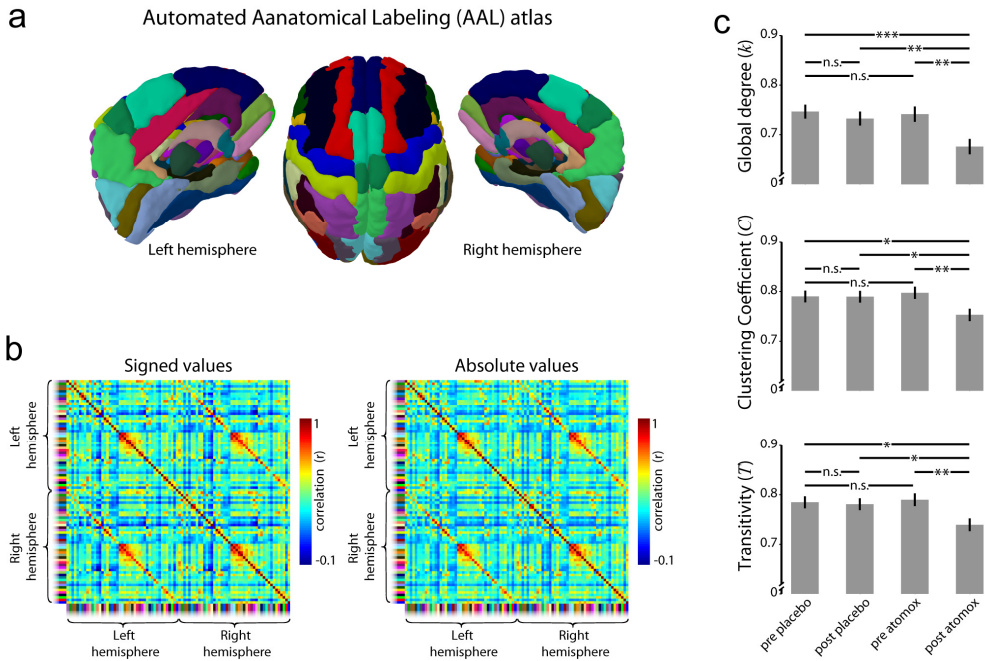 a
Automated Aanatomical Labeling (AAL) atlas
Left hemisphere
Right hemisphere
b
Signed values
Left
hemisphere
Right
hemisphere
1
correlation (r)
-0.1
Left
hemisphere
Right
hemisphere
Absolute values
Left
hemisphere
Right
hemisphere
1
correlation (r)
-0.1
Left
hemisphere
Right
hemisphere
c
Global degree (k)
0.9
0.8
0.7
0
***
**
n.s.
**
n.s.
Clustering Coefficient (C)
0.9
0.8
0.7
0
*
*
n.s.
**
n.s.
Transitivity (T)
0.9
0.8
0.7
0
*
*
n.s.
**
n.s.
pre placebo
post placebo
pre atomox
post atomox